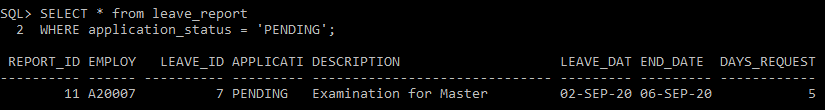 SQL> SELECT * from leave_report
  2  WHERE application_status = 'PENDING';
REPORT_ID EMPLOY   LEAVE_ID APPLICATI DESCRIPTION                    LEAVE_DAT END_DATE  DAYS_REQUEST
---------- ------ ---------- --------- ------------------------------ --------- --------- ------------
        11 A20007          7 PENDING   Examination for Master         02-SEP-20 06-SEP-20            5